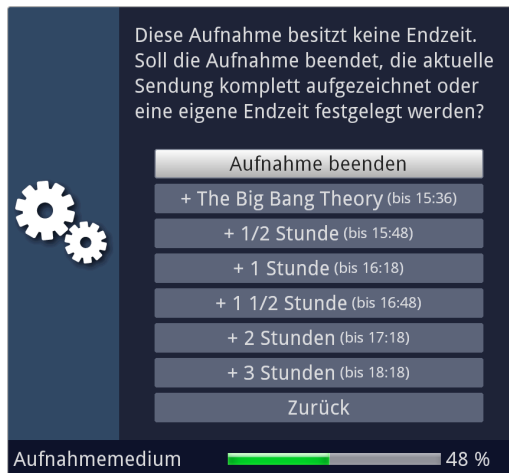 Diese Aufnahme besitzt keine Endzeit.
Soll die Aufnahme beendet, die aktuelle
Sendung komplett aufgezeichnet oder
eine eigene Endzeit festgelegt werden?
Aufnahme beenden
+ The Big Bang Theory (bis 15:36)
+ 1/2 Stunde (bis 15:48)
+ 1 Stunde (bis 16:18)
+ 1 1/2 Stunde (bis 16:48)
+ 2 Stunden (bis 17:18)
+ 3 Stunden (bis 18:18)
Zurück
Aufnahmemedium 48 %